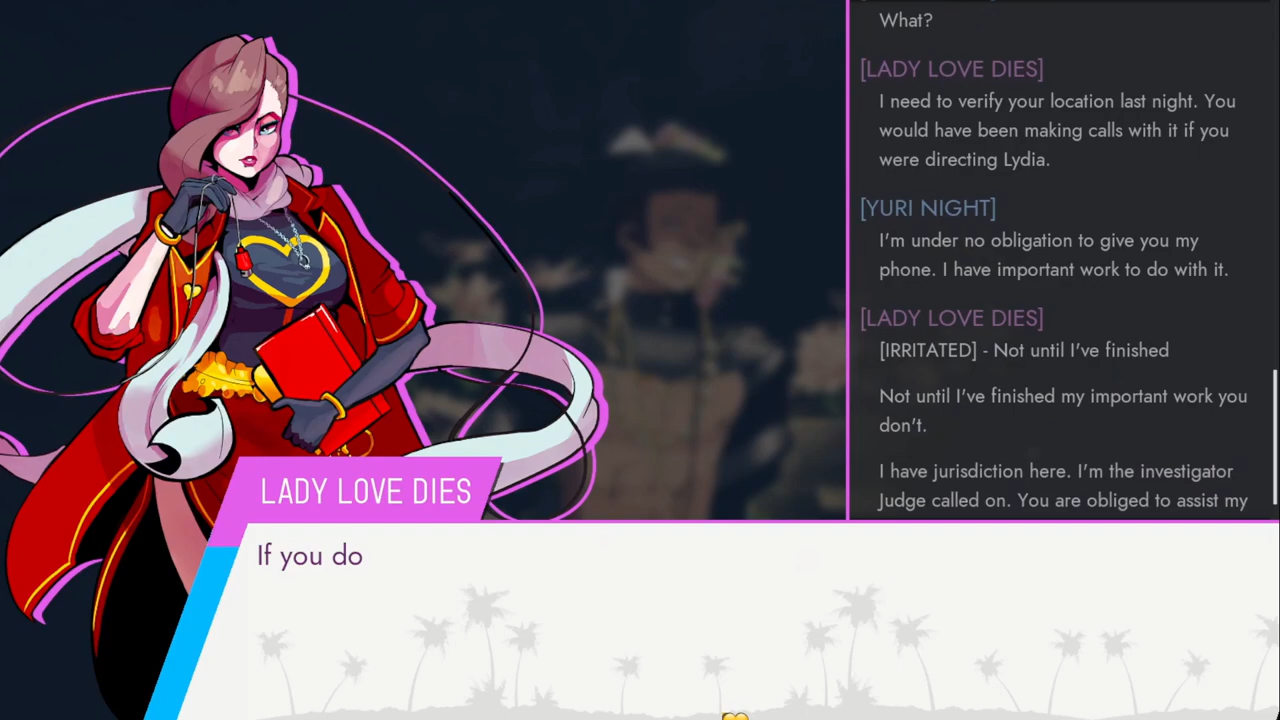 What?
[LADY LOVE DIES]
I need to verify your location last night. You
would have been making calls with it if you
were directing Lydia.
[YURI NIGHT]
I'm under no obligation to give you my
phone. I have important work to do with it.
[LADY LOVE DIES]
[IRRITATED] - Not until I've finished
Not until I've finished my important work you
don't.
I have jurisdiction here. I'm the investigator
Judge called on. You are obliged to assist my
LADY LOVE DIES
If you do